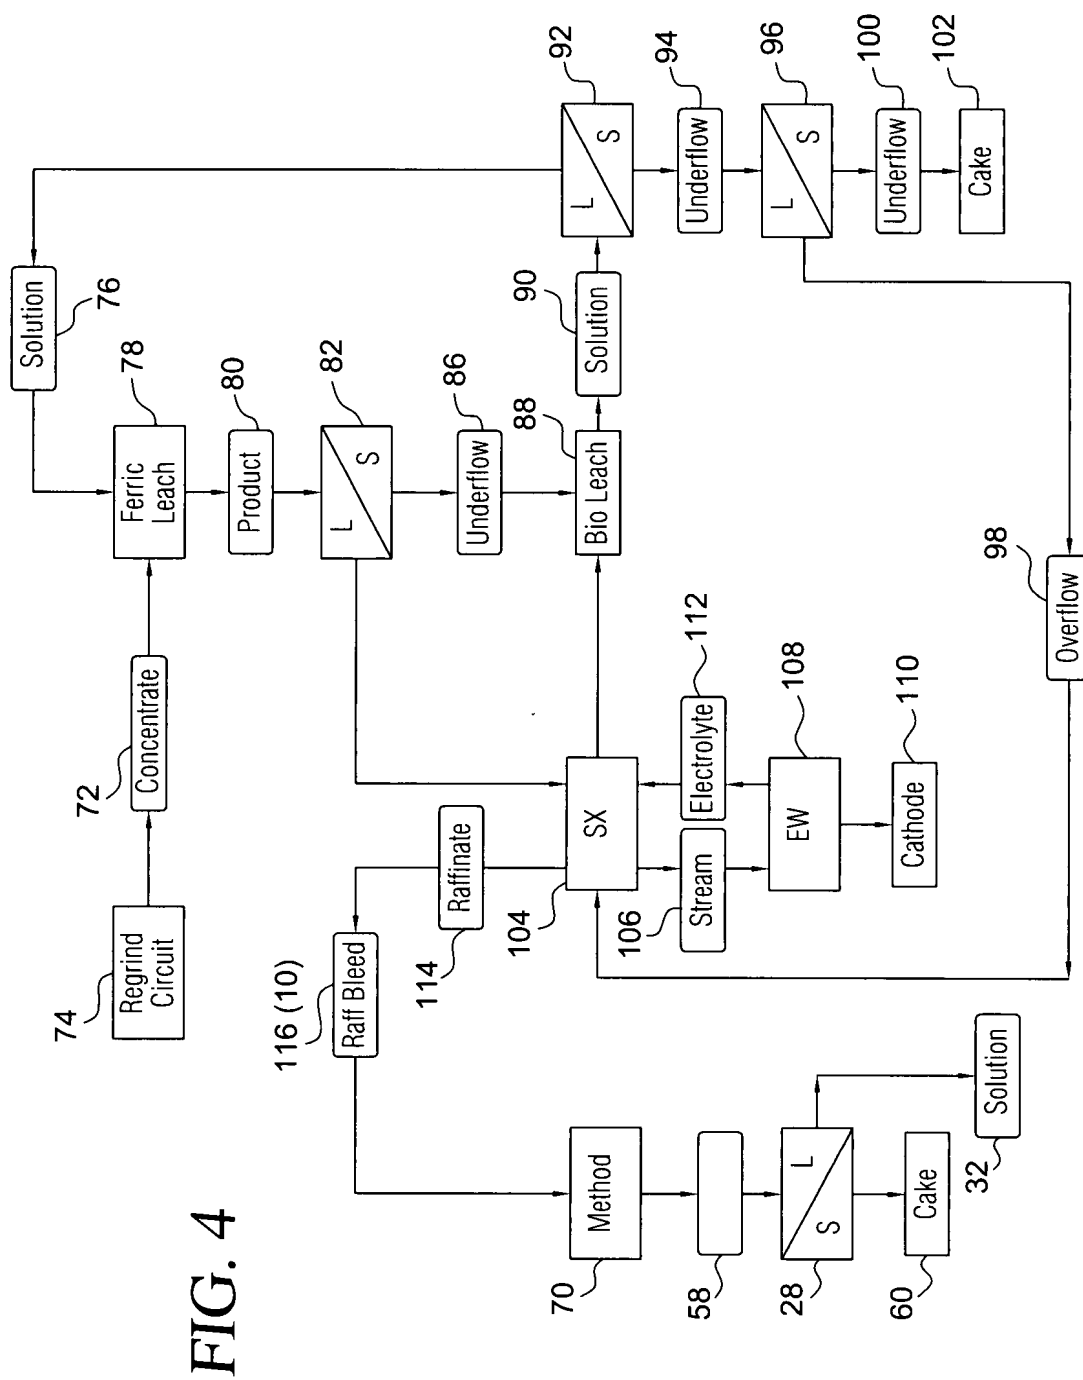 FIG. 4
74
Regrind
Circuit
72
Concentrate
Ferric
Leach
78
Solution
76
Product
80
L
S
82
Underflow
86
Bio Leach
88
Solution
90
L
S
92
Underflow
94
L
S
96
Underflow
100
Cake
102
Overflow
98
SX
104
Stream
106
Electrolyte
112
EW
108
Cathode
110
Raffinate
114
Raff Bleed
116 (10)
Method
70
58
L
S
28
Cake
60
Solution
32